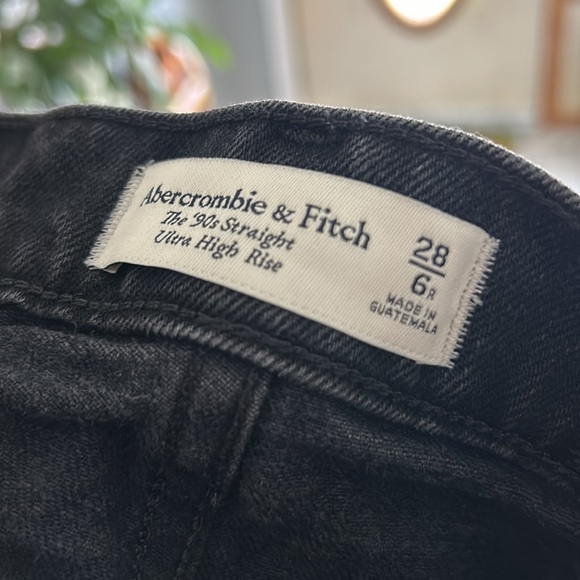 Abercrombie & Fitch
The '90s Straight
Ultra High Rise
28
6R
MADE IN
GUATEMALA